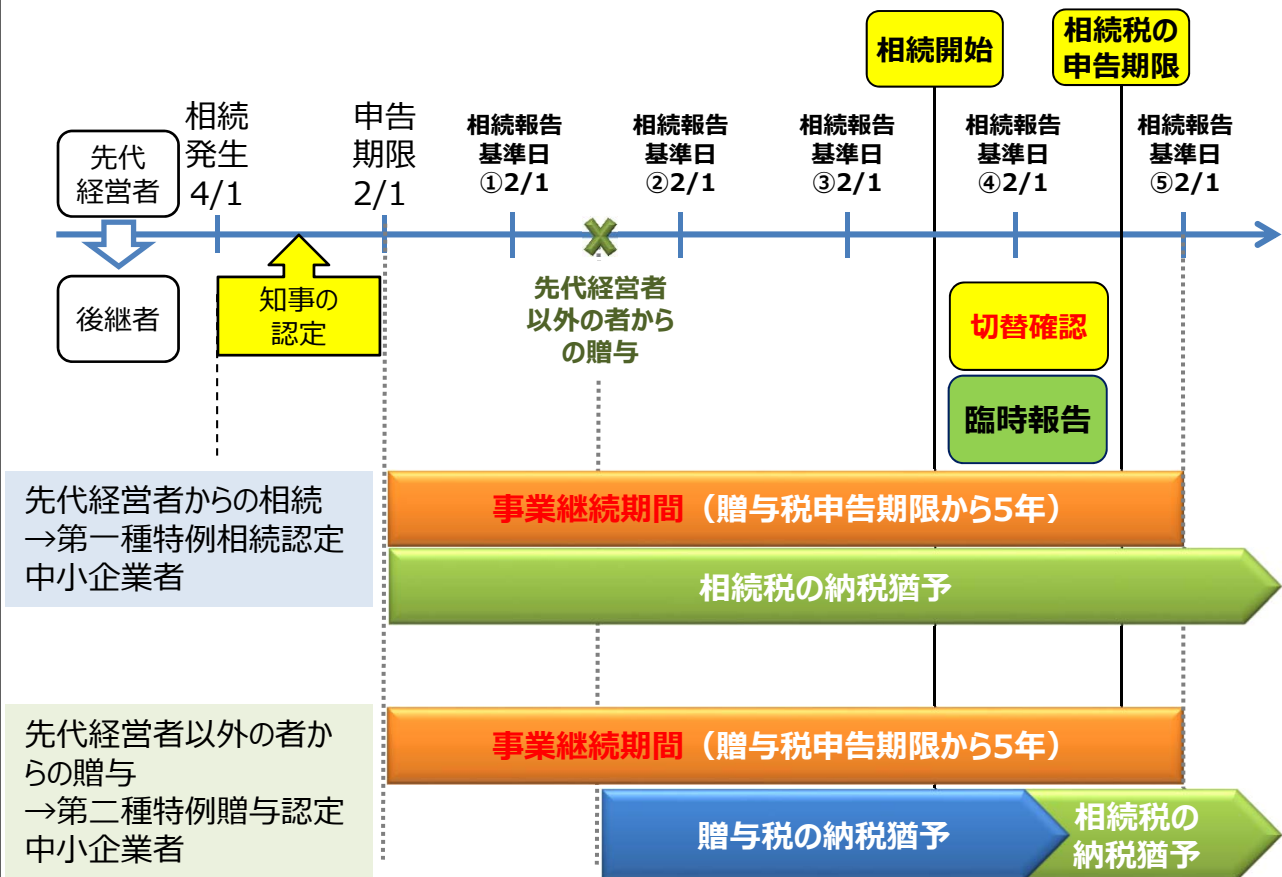 相続開始
相続税の
申告期限
先代
経営者
相続
発生
4/1
申告
期限
2/1
相続報告
基準日
①2/1
相続報告
基準日
②2/1
相続報告
基準日
③2/1
相続報告
基準日
④2/1
相続報告
基準日
⑤2/1
後継者
知事の
認定
先代経営者
以外の者から
の贈与
切替確認
臨時報告
先代経営者からの相続
→第一種特例相続認定
中小企業者
事業継続期間（贈与税申告期限から5年）
相続税の納税猶予
先代経営者以外の者か
らの贈与
→第二種特例贈与認定
中小企業者
事業継続期間（贈与税申告期限から5年）
贈与税の納税猶予
相続税の
納税猶予